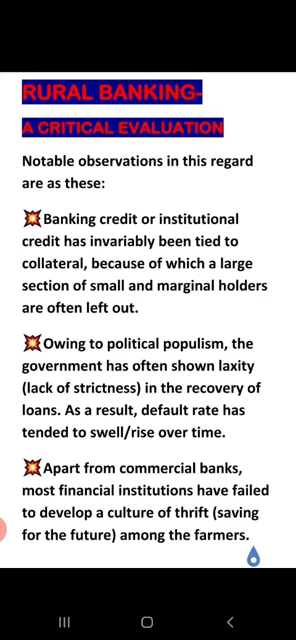 RURAL BANKING-
A CRITICAL EVALUATION
Notable observations in this regard
are as these:
💥Banking credit or institutional
credit has invariably been tied to
collateral, because of which a large
section of small and marginal holders
are often left out.
💥Owing to political populism, the
government has often shown laxity
(lack of strictness) in the recovery of
loans. As a result, default rate has
tended to swell/rise over time.
💥Apart from commercial banks,
most financial institutions have failed
to develop a culture of thrift (saving
for the future) among the farmers.